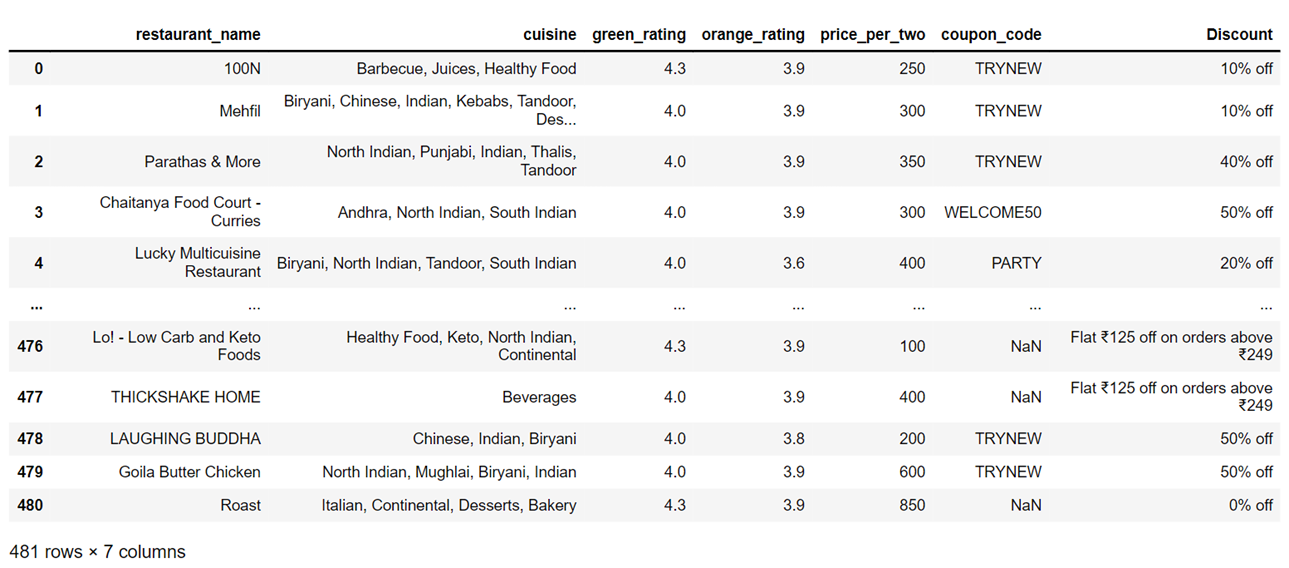 restaurant_name cuisine green_rating orange_rating price_per_two coupon_code Discount
0 100N Barbecue, Juices, Healthy Food 4.3 3.9 250 TRYNEW 10% off
1 Mehfil Biryani, Chinese, Indian, Kebabs, Tandoor, Des... 4.0 3.9 300 TRYNEW 10% off
2 Parathas & More North Indian, Punjabi, Indian, Thalis, Tandoor 4.0 3.9 350 TRYNEW 40% off
3 Chaitanya Food Court - Curries Andhra, North Indian, South Indian 4.0 3.9 300 WELCOME50 50% off
4 Lucky Multicuisine Restaurant Biryani, North Indian, Tandoor, South Indian 4.0 3.6 400 PARTY 20% off
... ... ... ... ... ... ... ...
476 Lo! - Low Carb and Keto Foods Healthy Food, Keto, North Indian, Continental 4.3 3.9 100 NaN Flat ₹125 off on orders above ₹249
477 THICKSHAKE HOME Beverages 4.0 3.9 400 NaN Flat ₹125 off on orders above ₹249
478 LAUGHING BUDDHA Chinese, Indian, Biryani 4.0 3.8 200 TRYNEW 50% off
479 Goila Butter Chicken North Indian, Mughlai, Biryani, Indian 4.0 3.9 600 TRYNEW 50% off
480 Roast Italian, Continental, Desserts, Bakery 4.3 3.9 850 NaN 0% off
481 rows × 7 columns